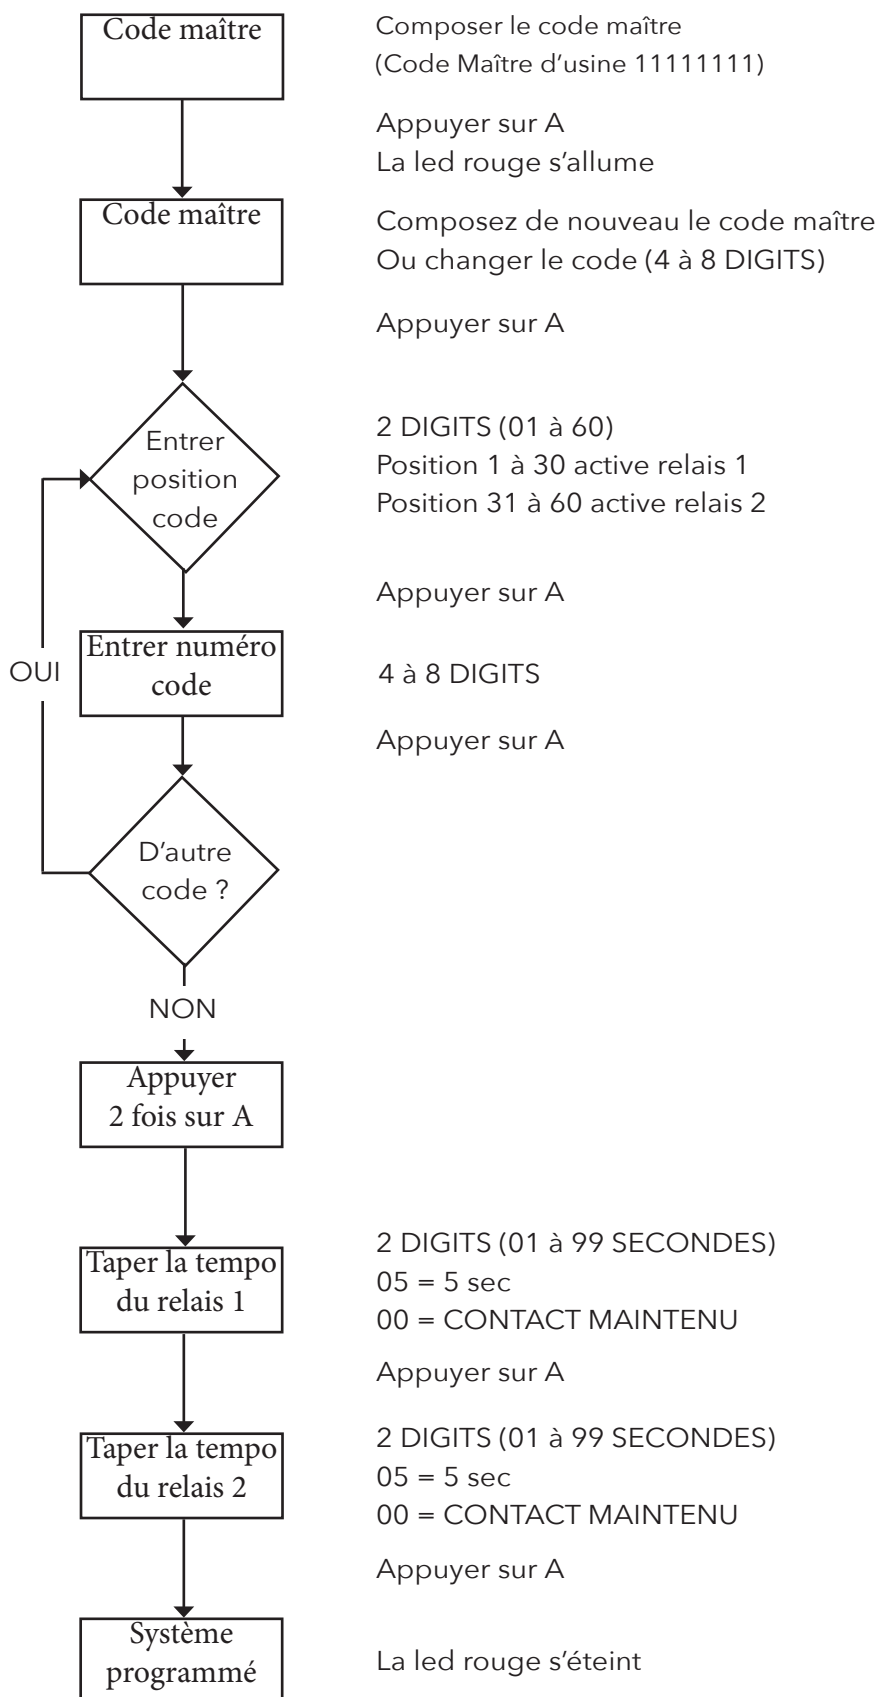 Code maître
Composer le code maître
(Code Maître d’usine 11111111)
Appuyer sur A
La led rouge s’allume
Code maître
Composez de nouveau le code maître
Ou changer le code (4 à 8 DIGITS)
Appuyer sur A
Entrer
position
code
2 DIGITS (01 à 60)
Position 1 à 30 active relais 1
Position 31 à 60 active relais 2
Appuyer sur A
Entrer numéro
code
4 à 8 DIGITS
OUI
Appuyer sur A
D’autre
code ?
NON
Appuyer
2 fois sur A
Taper la tempo
du relais 1
2 DIGITS (01 à 99 SECONDES)
05 = 5 sec
00 = CONTACT MAINTENU
Appuyer sur A
Taper la tempo
du relais 2
2 DIGITS (01 à 99 SECONDES)
05 = 5 sec
00 = CONTACT MAINTENU
Appuyer sur A
Système
programmé
La led rouge s’éteint